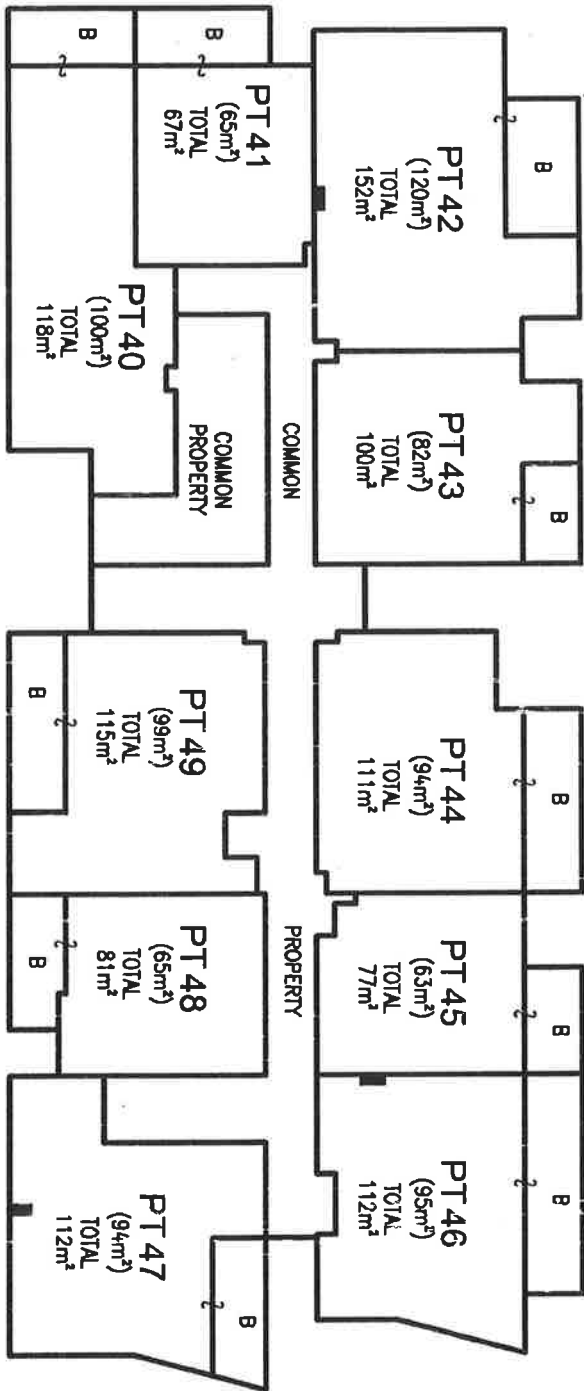 B
PT 42
(120m²)
TOTAL
152m²
B
PT 43
(82m²)
TOTAL
100m²
B
PT 44
(94m²)
TOTAL
111m²
B
PT 45
(63m²)
TOTAL
77m²
B
PT 46
(95m²)
TOTAL
112m²
COMMON
PROPERTY
B
PT 41
(65m²)
TOTAL
67m²
B
PT 40
(100m²)
TOTAL
118m²
COMMON
PROPERTY
PT 49
(99m²)
TOTAL
115m²
B
PT 48
(65m²)
TOTAL
81m²
B
PT 47
(94m²)
TOTAL
112m²
B